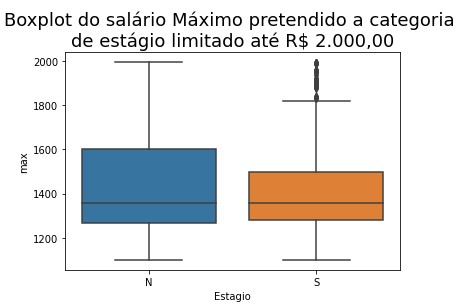 Boxplot do salário Máximo pretendido a categoria
de estágio limitado até R$ 2.000,00
2000
1800
1600
1400
1200
max
N
S
Estagio